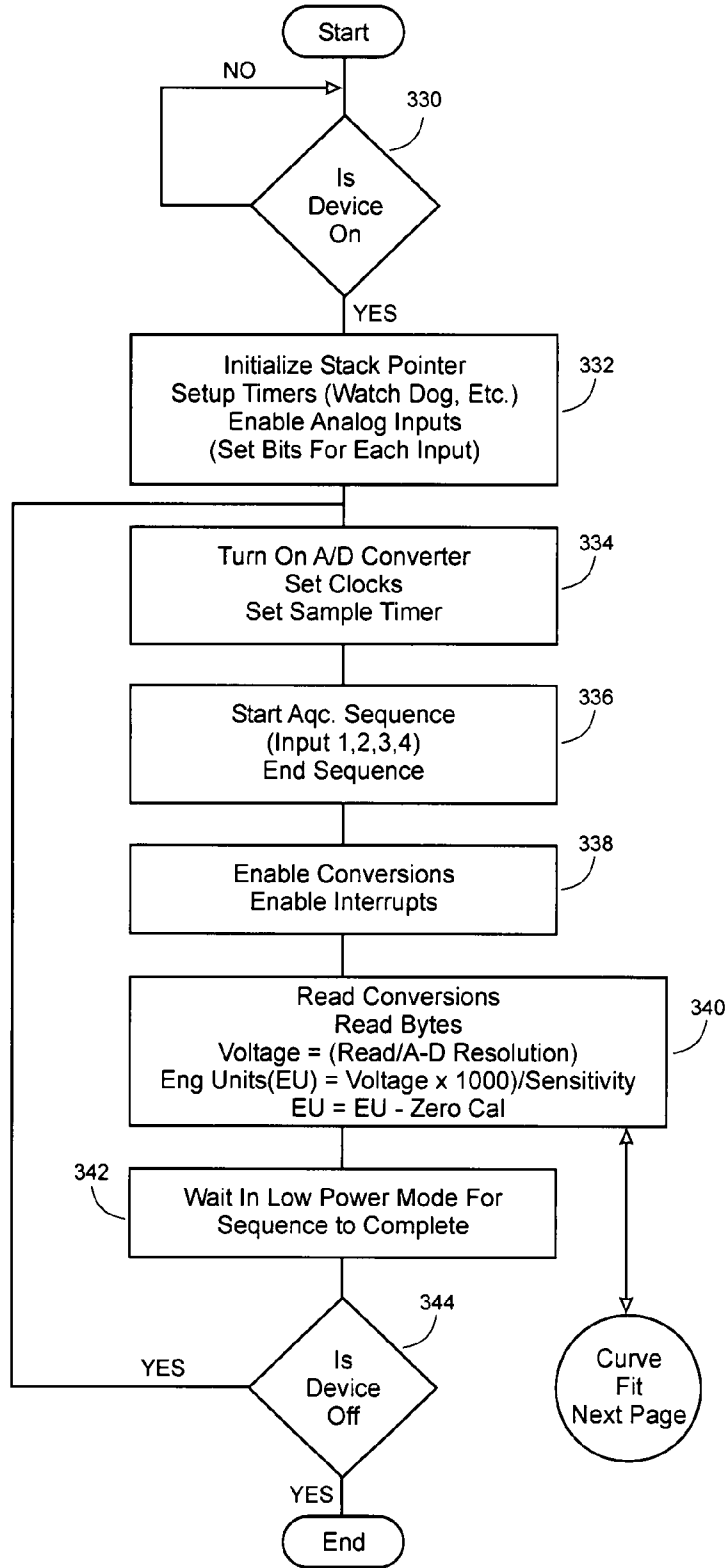 Start
NO
330
Is
Device
On
YES
Initialize Stack Pointer
Setup Timers (Watch Dog, Etc.)
Enable Analog Inputs
(Set Bits For Each Input)
332
Turn On A/D Converter
Set Clocks
Set Sample Timer
334
Start Aqc. Sequence
(Input 1,2,3,4)
End Sequence
336
Enable Conversions
Enable Interrupts
338
Read Conversions
Read Bytes
Voltage = (Read/A-D Resolution)
Eng Units(EU) = Voltage x 1000)/Sensitivity
EU = EU - Zero Cal
340
342
Wait In Low Power Mode For
Sequence to Complete
344
YES
Is
Device
Off
Curve
Fit
Next Page
YES
End